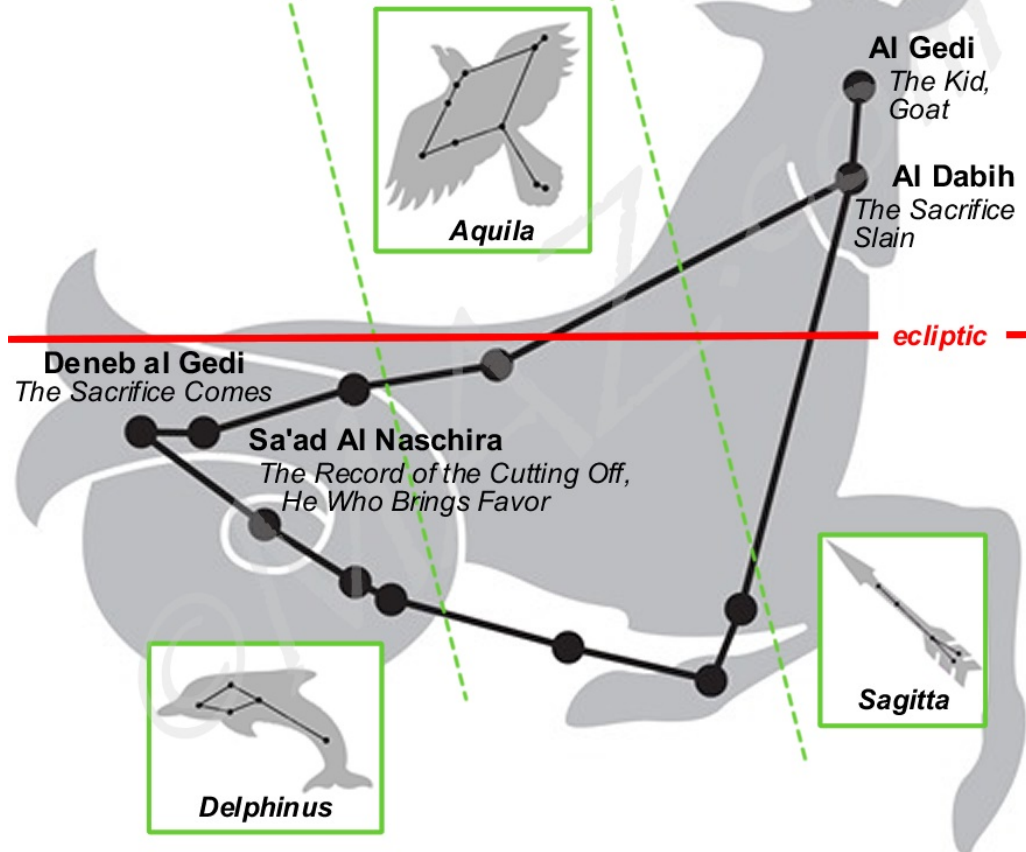 Al Gedi
The Kid,
Goat
Al Dabih
The Sacrifice
Slain
Aquila
ecliptic
Deneb al Gedi
The Sacrifice Comes
Sa'ad Al Naschira
The Record of the Cutting Off,
He Who Brings Favor
Sagitta
Delphinus